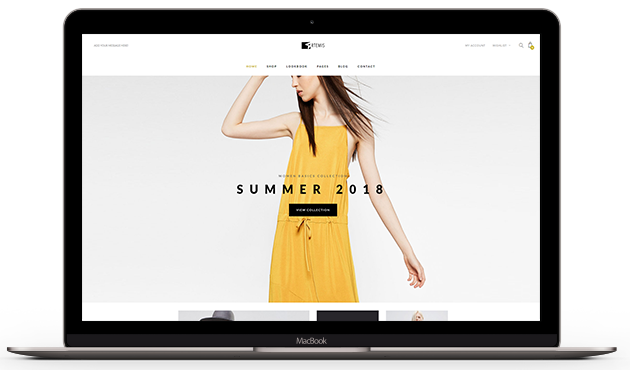 ADD YOUR MESSAGE HERE
RTEMIS
MY ACCOUNT
WISHLIST
HOME SHOP LOOKBOOK PAGES BLOG CONTACT
WOMEN BASICS COLLECTIONS
SUMMER 2018
VIEW COLLECTION
MacBook